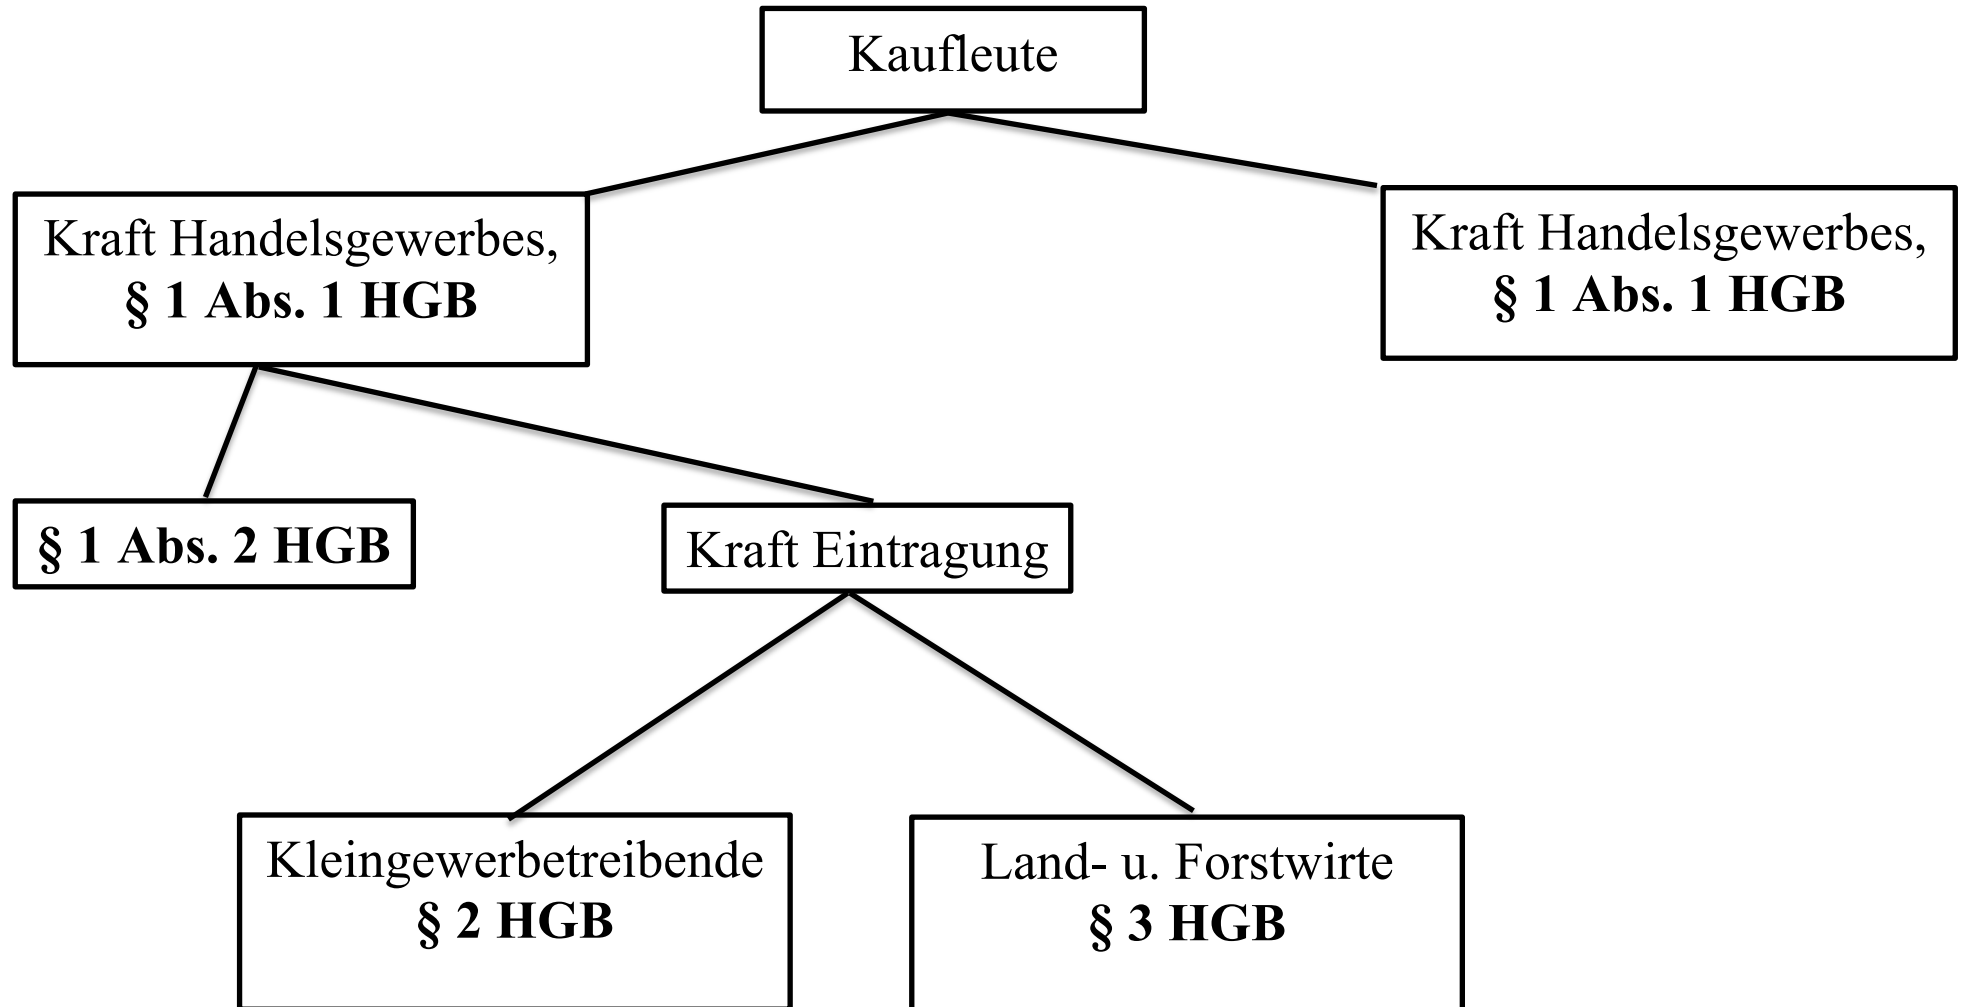 Kaufleute
Kraft Handelsgewerbes,
§ 1 Abs. 1 HGB
Kraft Handelsgewerbes,
§ 1 Abs. 1 HGB
§ 1 Abs. 2 HGB
Kraft Eintragung
Kleingewerbetreibende
§ 2 HGB
Land- u. Forstwirte
§ 3 HGB